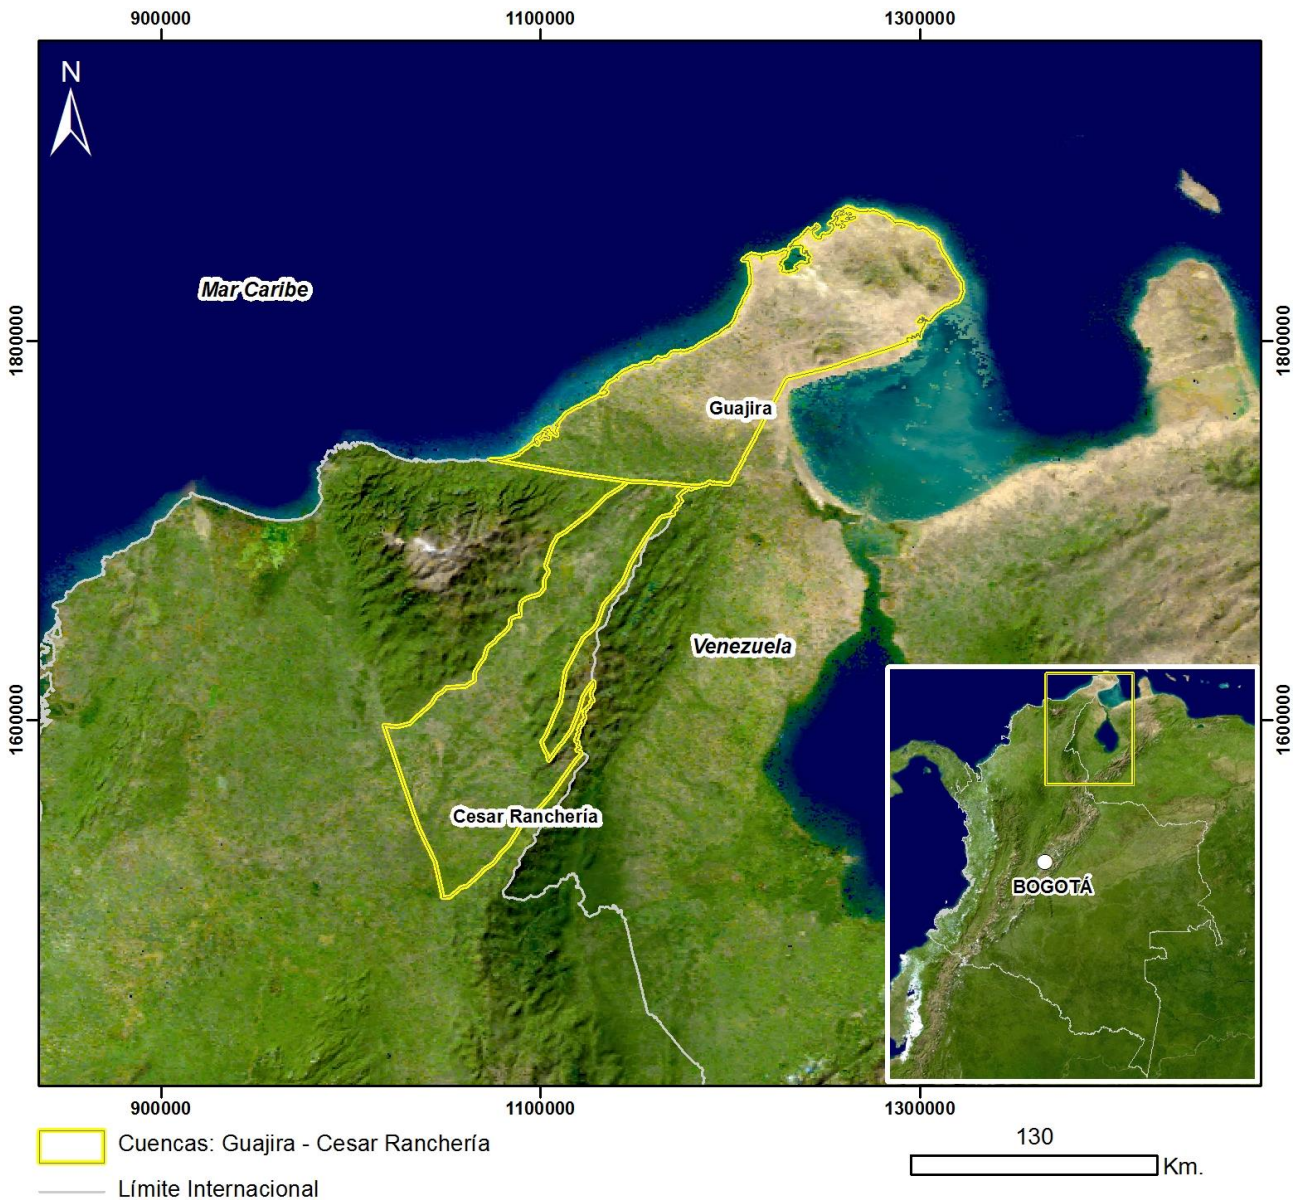 900000 1100000 1300000
N
Mar Caribe
1800000 1800000
Guajira
Venezuela
1600000 1600000
Cesar Ranchería
BOGOTÁ
900000 1100000 1300000
Cuencas: Guajira - Cesar Ranchería
130
Km.
Límite Internacional